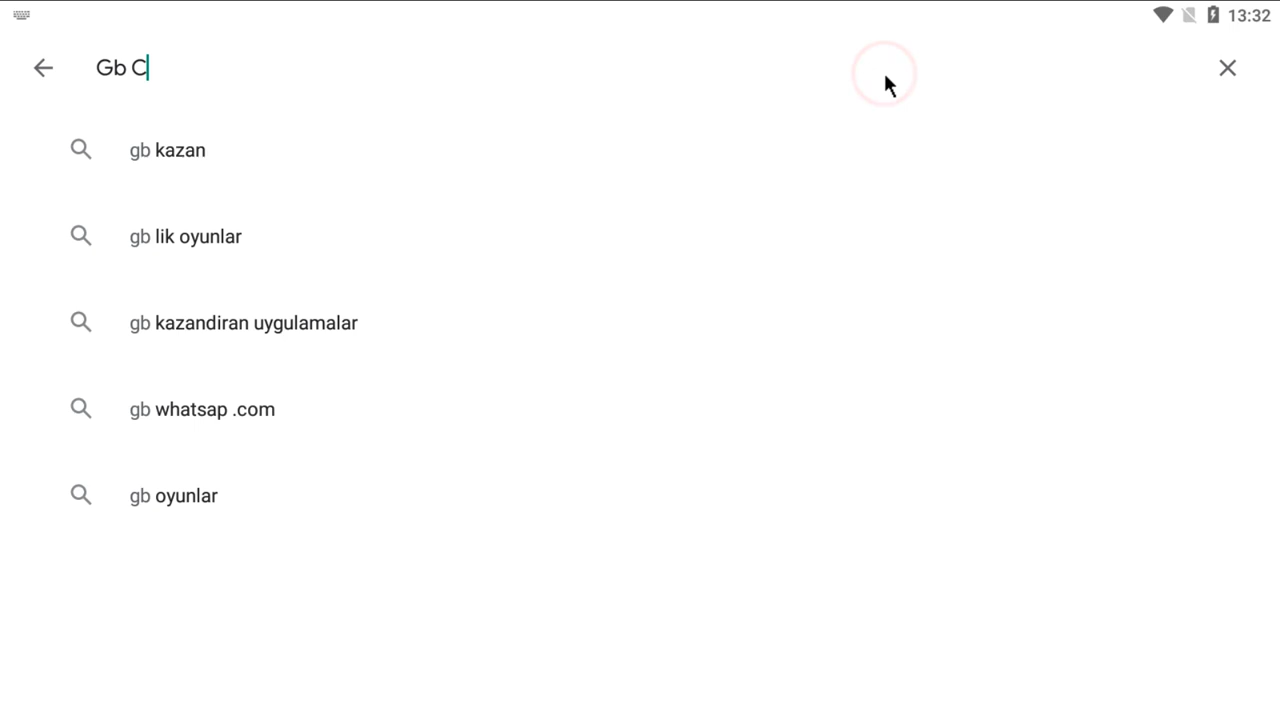 13:32
Gb C
gb kazan
gb lik oyunlar
gb kazandiran uygulamalar
gb whatsap .com
gb oyunlar